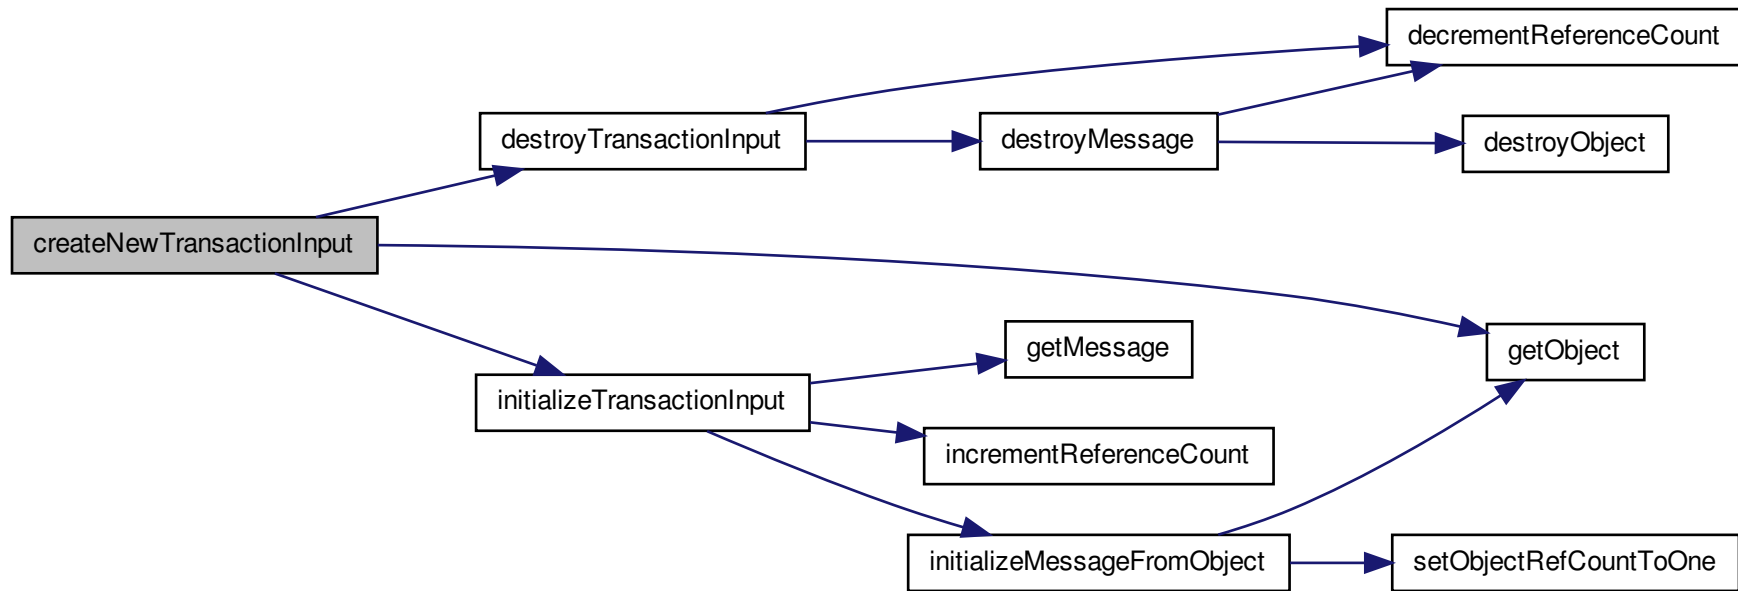 decrementReferenceCount
destroyTransactionInput
destroyMessage
destroyObject
createNewTransactionInput
getMessage
getObject
initializeTransactionInput
incrementReferenceCount
initializeMessageFromObject
setObjectRefCountToOne